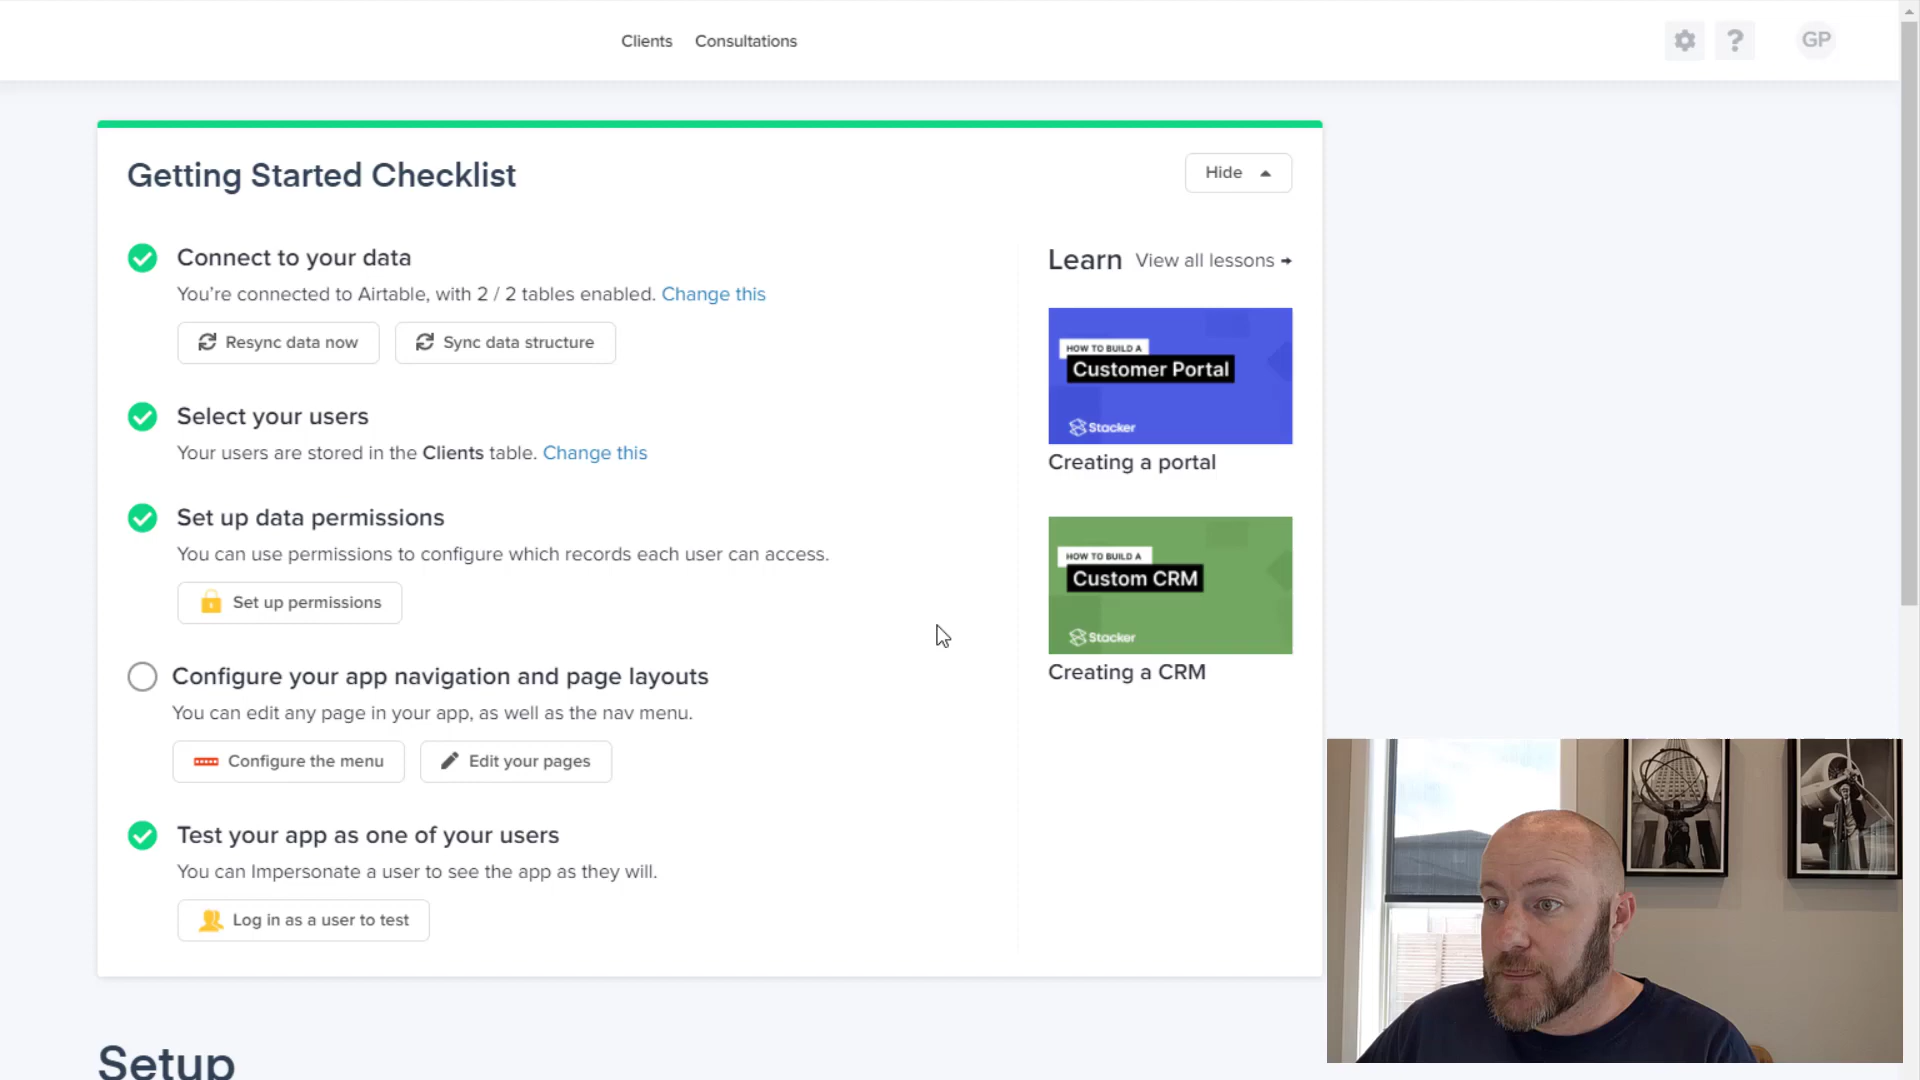 Clients Consultations
? GP
Getting Started Checklist
Hide
Connect to your data
You're connected to Airtable, with 2 / 2 tables enabled. Change this
Resync data now
Sync data structure
Select your users
Your users are stored in the Clients table. Change this
Set up data permissions
You can use permissions to configure which records each user can access.
Set up permissions
Configure your app navigation and page layouts
You can edit any page in your app, as well as the nav menu.
Configure the menu
Edit your pages
Test your app as one of your users
You can Impersonate a user to see the app as they will.
Log in as a user to test
Learn View all lessons →
HOW TO BUILD A
Customer Portal
Stacker
Creating a portal
HOW TO BUILD A
Custom CRM
Stacker
Creating a CRM
Setup